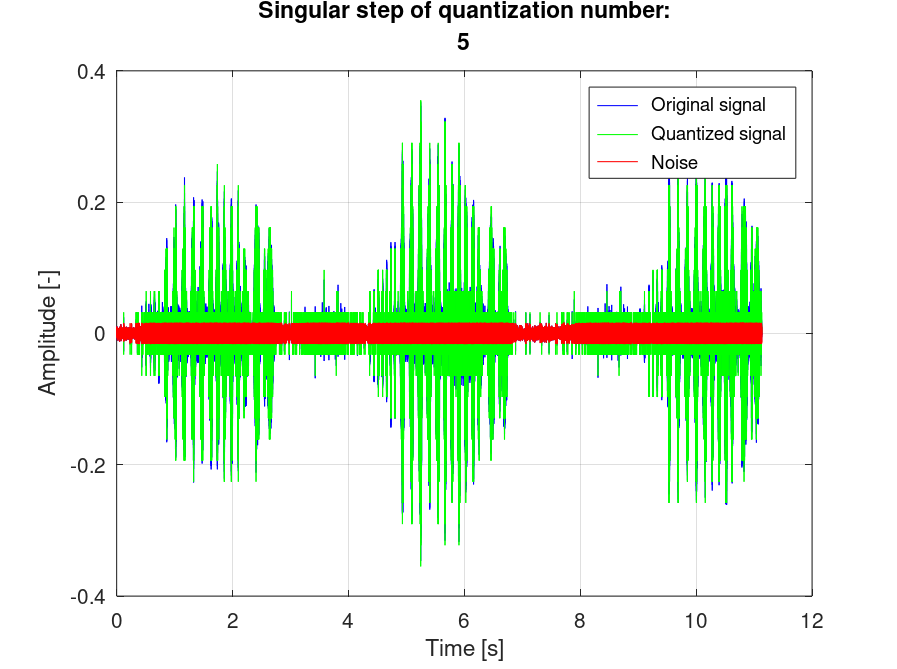 Singular step of quantization number:
5
0.4
0.2
0
-0.2
-0.4
Amplitude [-]
Original signal
Quantized signal
Noise
0 2 4 6 8 10 12
Time [s]